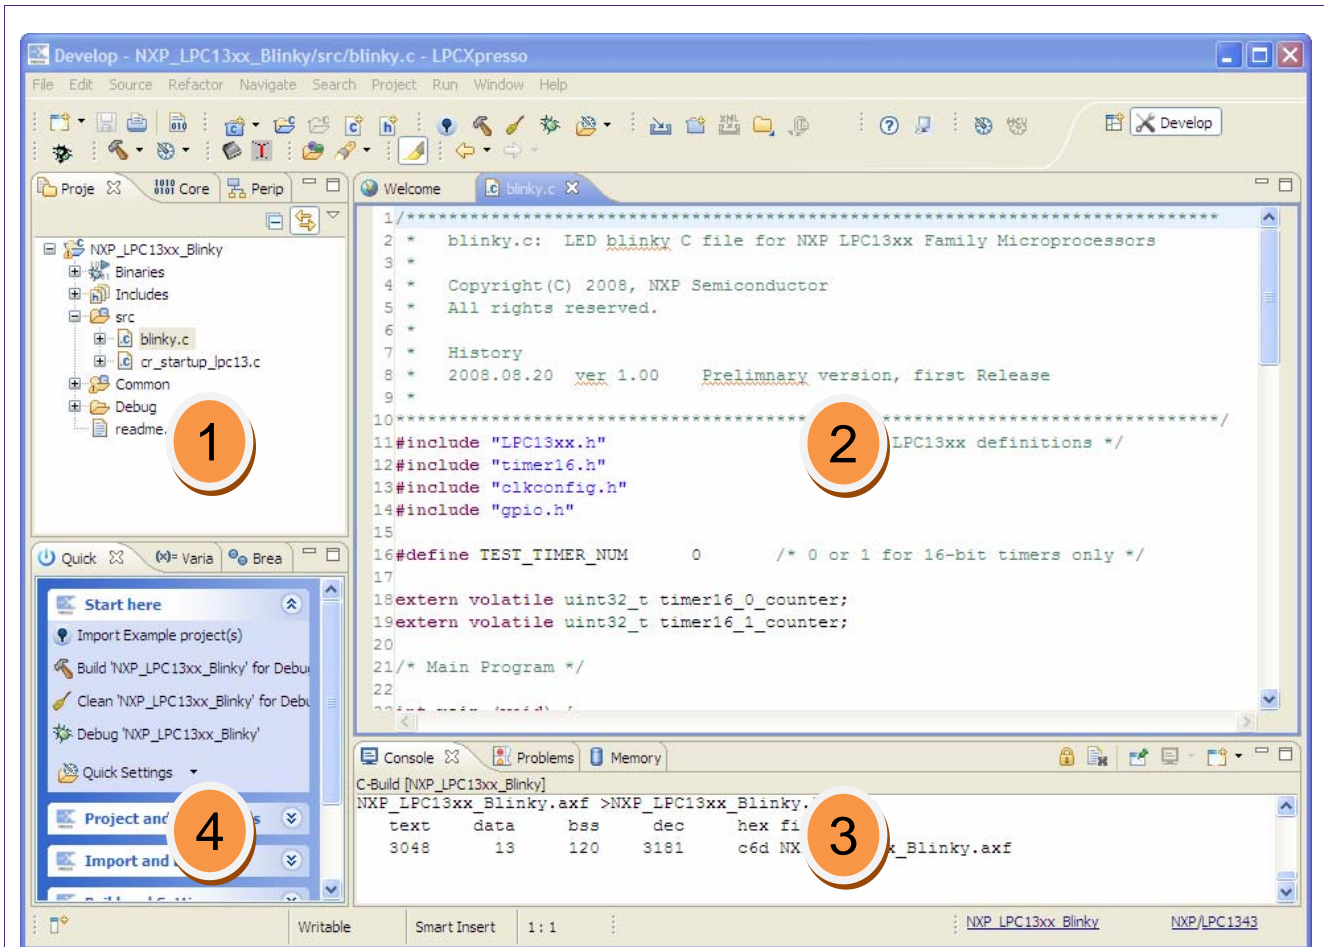 Develop - NXP_LPC13xx_Blinky/src/blinky.c - LPCXpresso
File Edit Source Refactor Navigate Search Project Run Window Help
Develop
Proje Core Perip
NXP_LPC13xx_Blinky
Binaries
Includes
src
blinky.c
cr_startup_lpc13.c
Common
Debug
readme.
1
Welcome blinky.c
1 /******************************************************************************
2 * blinky.c: LED blinky C file for NXP LPC13xx Family Microprocessors
3 *
4 * Copyright(C) 2008, NXP Semiconductor
5 * All rights reserved.
6 *
7 * History
8 * 2008.08.20 ver 1.00 Prelimnary version, first Release
9 *
10 ******************************************************************************/
11 #include "LPC13xx.h" LPC13xx definitions */
12 #include "timer16.h"
13 #include "clkconfig.h"
14 #include "gpio.h"
15
16 #define TEST_TIMER_NUM 0 /* 0 or 1 for 16-bit timers only */
17
18 extern volatile uint32_t timer16_0_counter;
19 extern volatile uint32_t timer16_1_counter;
20
21 /* Main Program */
22
2
Quick (x)= Varia Brea
Start here
Import Example project(s)
Build 'NXP_LPC13xx_Blinky' for Debu
Clean 'NXP_LPC13xx_Blinky' for Debu
Debug 'NXP_LPC13xx_Blinky'
Quick Settings
Project and
Import and
4
Console Problems Memory
C-Build [NXP_LPC13xx_Blinky]
NXP_LPC13xx_Blinky.axf >NXP_LPC13xx_Blinky.
text data bss dec hex fi
3048 13 120 3181 c6d NX x_Blinky.axf
3
Writable Smart Insert 1 : 1 NXP_LPC13xx_Blinky NXP/LPC1343